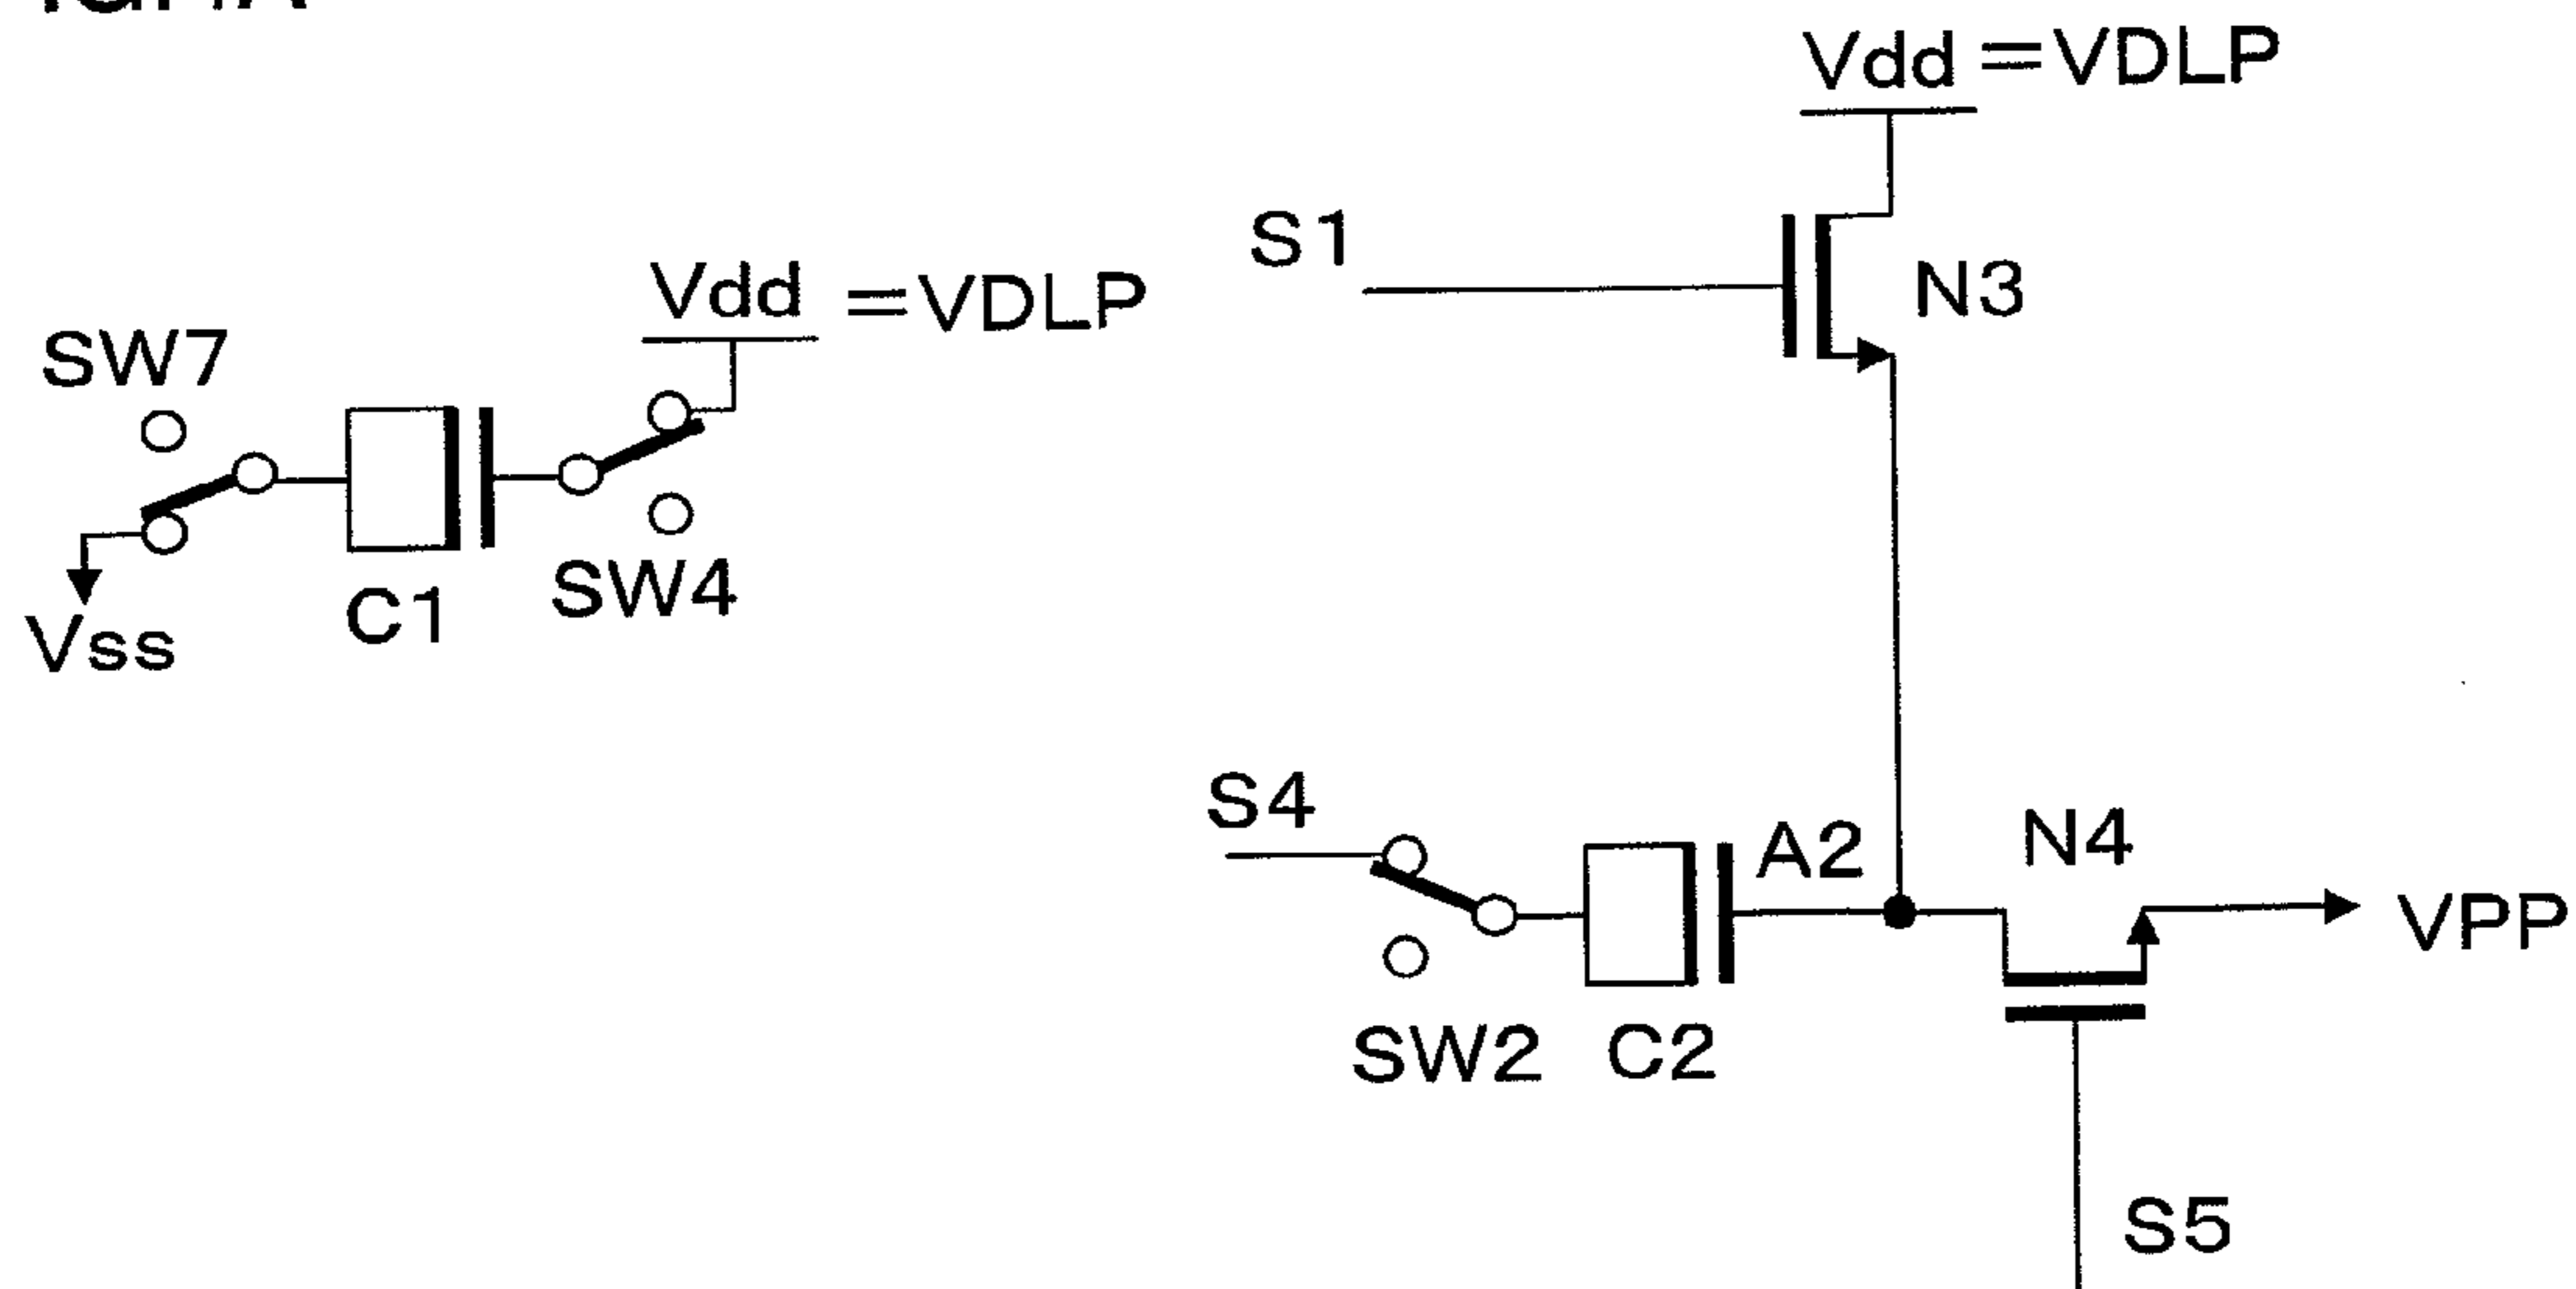 Vdd =VDLP
S1
N3
Vdd =VDLP
SW7
C1
SW4
Vss
S4
A2
N4
VPP
SW2
C2
S5